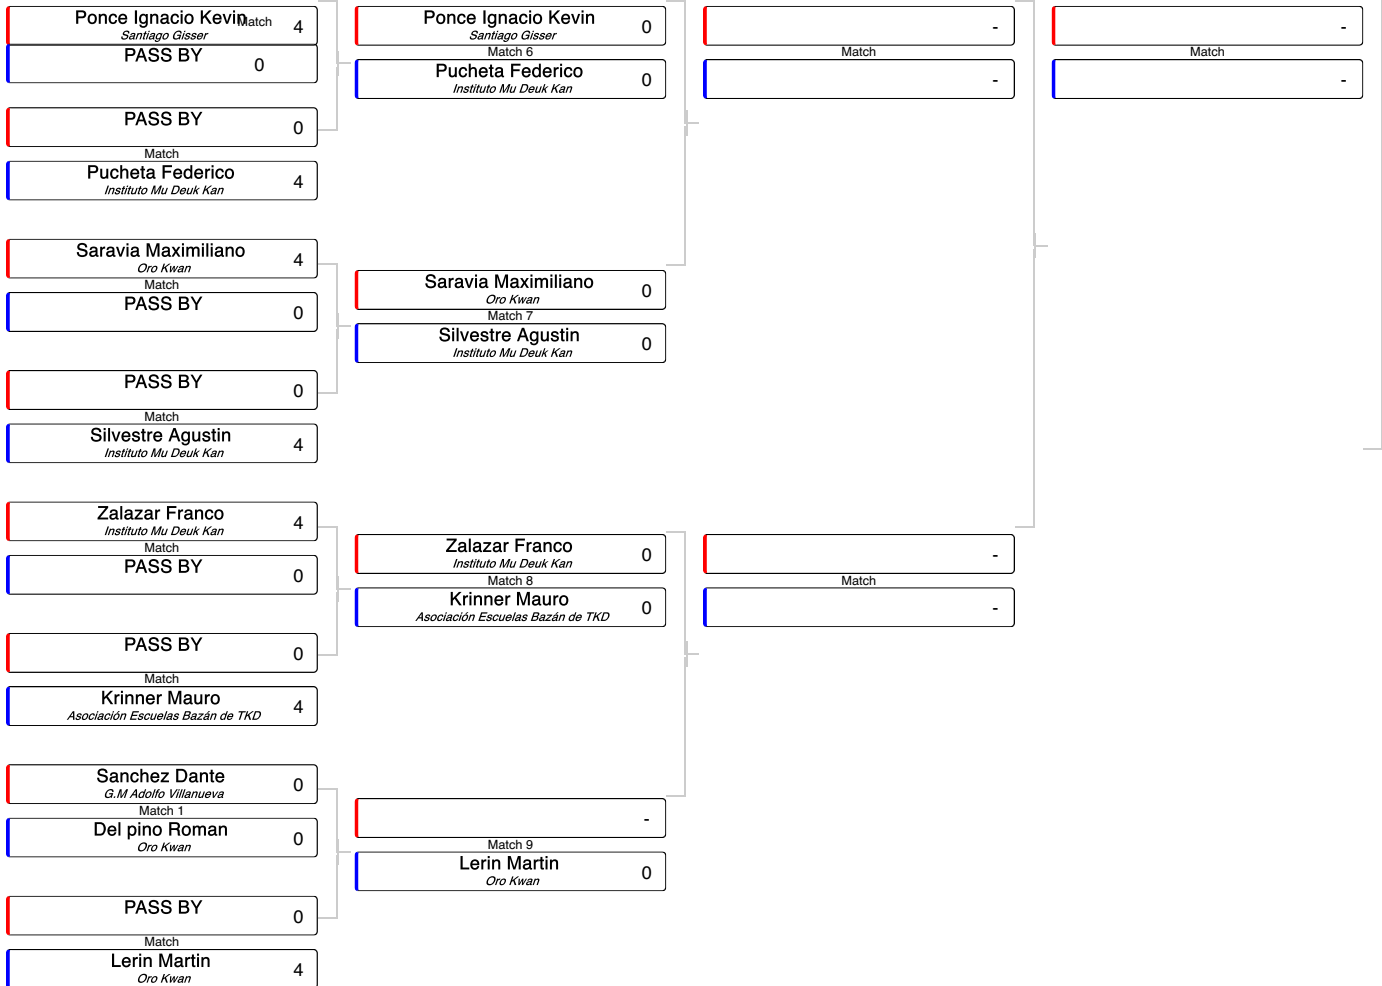 Ponce Ignacio Kevin
Match
4
Santiago Gisser
PASS BY
0
PASS BY
0
Match
Pucheta Federico
4
Instituto Mu Deuk Kan
Saravia Maximiliano
4
Oro Kwan
Match
PASS BY
0
PASS BY
0
Match
Silvestre Agustin
4
Instituto Mu Deuk Kan
Zalazar Franco
4
Instituto Mu Deuk Kan
Match
PASS BY
0
PASS BY
0
Match
Krinner Mauro
4
Asociación Escuelas Bazán de TKD
Sanchez Dante
0
G.M Adolfo Villanueva
Match 1
Del pino Roman
0
Oro Kwan
PASS BY
0
Match
Lerin Martin
4
Oro Kwan
Ponce Ignacio Kevin
0
Santiago Gisser
Match 6
Pucheta Federico
0
Instituto Mu Deuk Kan
Saravia Maximiliano
0
Oro Kwan
Match 7
Silvestre Agustin
0
Instituto Mu Deuk Kan
Zalazar Franco
0
Instituto Mu Deuk Kan
Match 8
Krinner Mauro
0
Asociación Escuelas Bazán de TKD
-
Match 9
Lerin Martin
0
Oro Kwan
-
Match
-
-
Match
-
-
Match
-